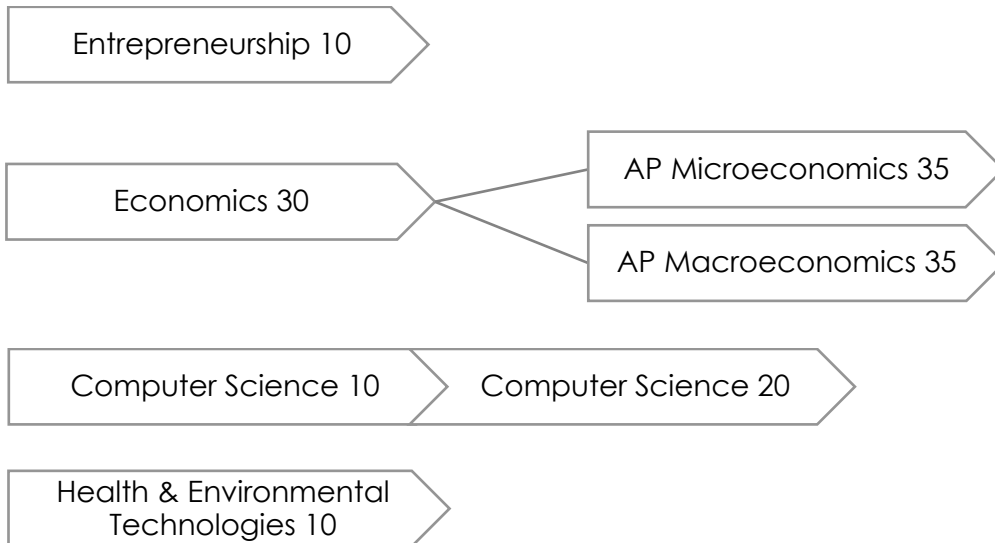 Entrepreneurship 10
AP Microeconomics 35
Economics 30
AP Macroeconomics 35
Computer Science 10
Computer Science 20
Health & Environmental
Technologies 10